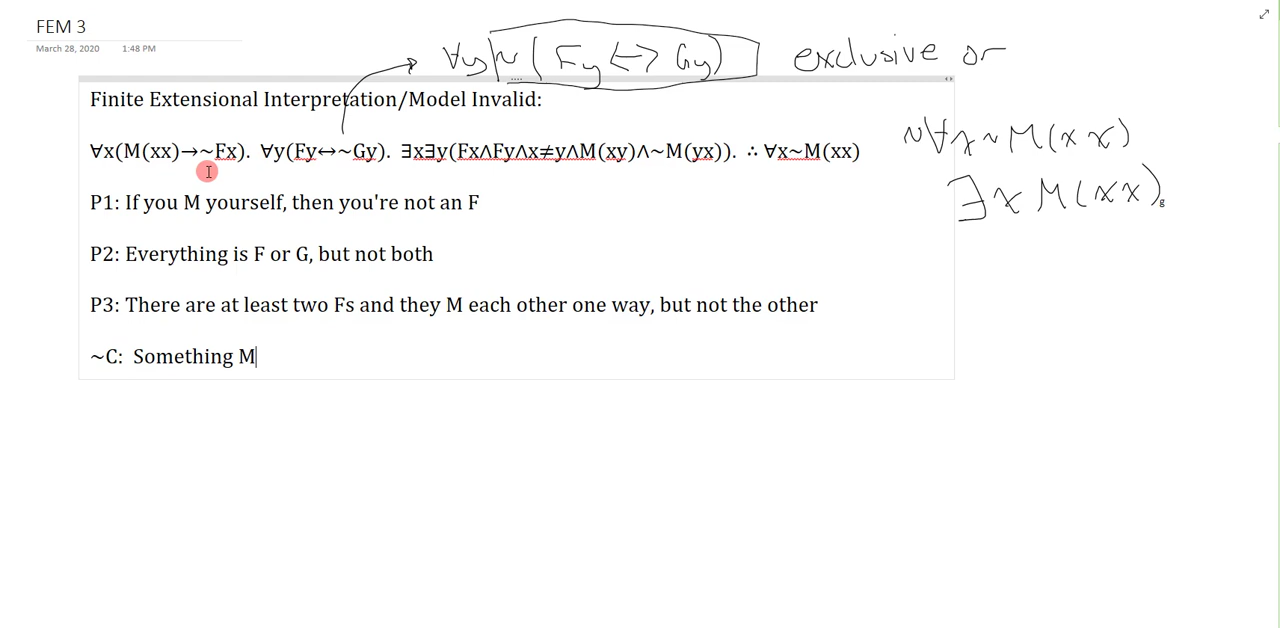 FEM 3
March 28, 2020 1:48 PM
∀y~(Fy↔Gy) exclusive or
Finite Extensional Interpretation/Model Invalid:
~∀x~M(xx)
∀x(M(xx)→~Fx). ∀y(Fy↔~Gy). ∃x∃y(Fx∧Fy∧x≠y∧M(xy)∧~M(yx)). ∴ ∀x~M(xx)
∃xM(xx)
P1: If you M yourself, then you're not an F
P2: Everything is F or G, but not both
P3: There are at least two Fs and they M each other one way, but not the other
~C: Something M